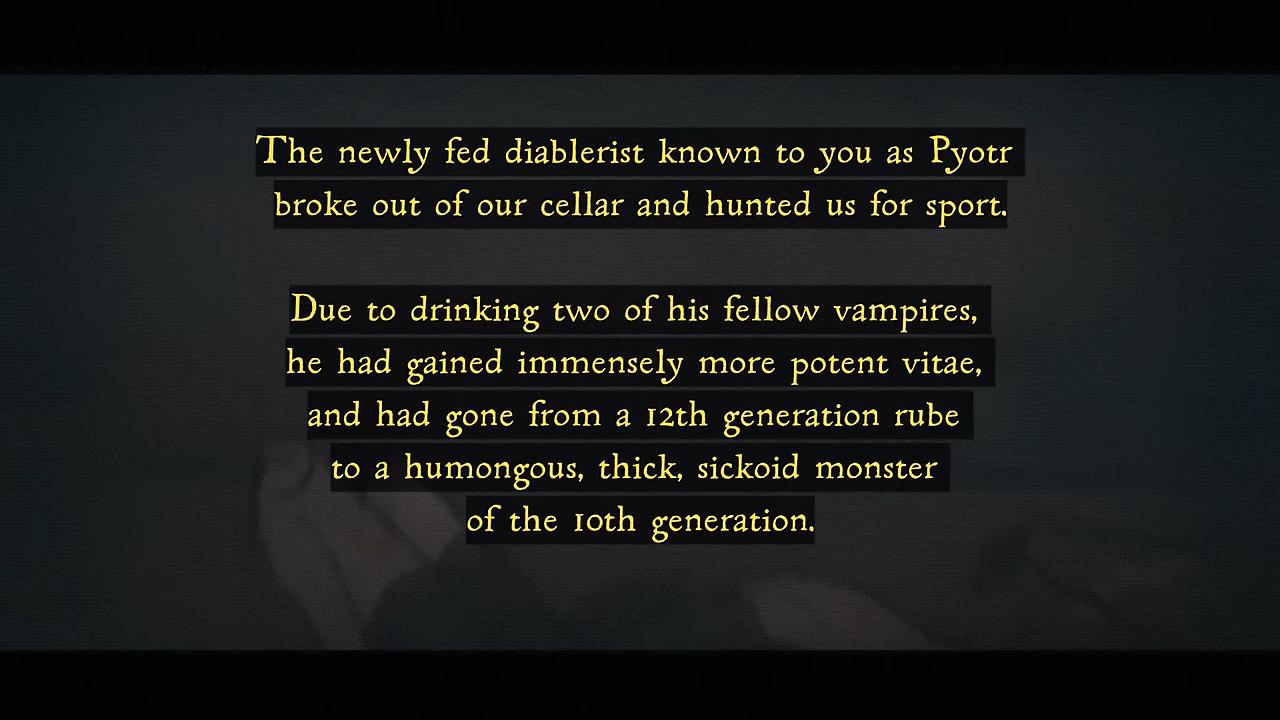 The newly fed diablerist known to you as Pyotr
broke out of our cellar and hunted us for sport.
Due to drinking two of his fellow vampires,
he had gained immensely more potent vitae,
and had gone from a 12th generation rube
to a humongous, thick, sickoid monster
of the 10th generation.